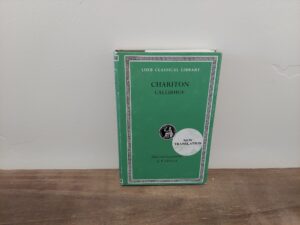 LOEB CLASSICAL LIBRARY
CHARITON
CALLIRHOE
NEW
TRANSLATION